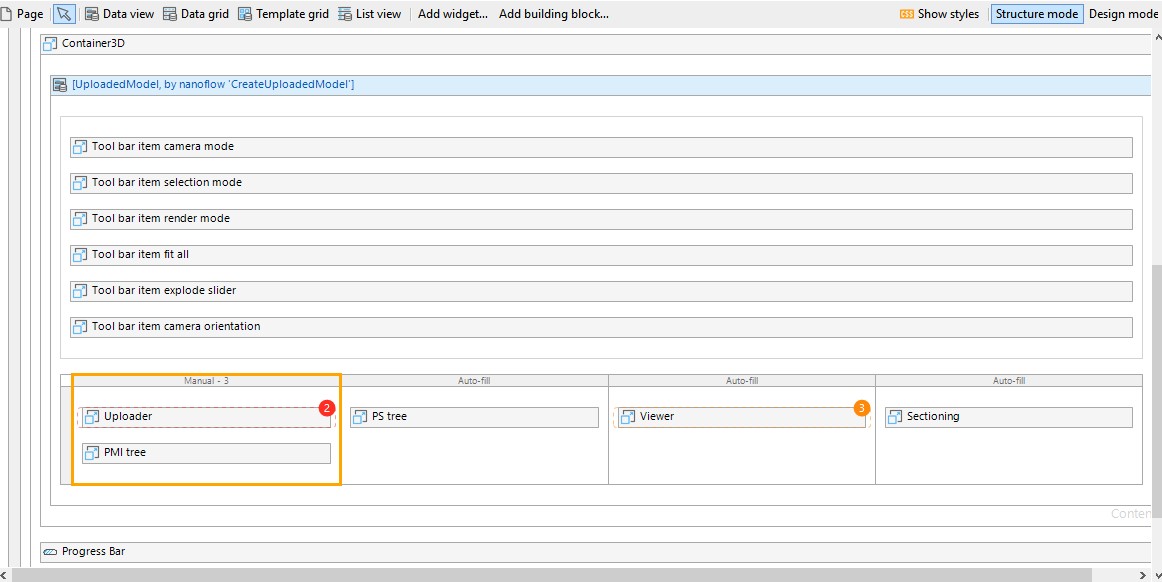 Page Data view Data grid Template grid List view Add widget... Add building block... Show styles Structure mode Design mode
Container3D
[UploadedModel, by nanoflow 'CreateUploadedModel']
Tool bar item camera mode
Tool bar item selection mode
Tool bar item render mode
Tool bar item fit all
Tool bar item explode slider
Tool bar item camera orientation
Manual - 3 Auto-fill Auto-fill Auto-fill
Uploader 2 PS tree Viewer 3 Sectioning
PMI tree
Conten
Progress Bar